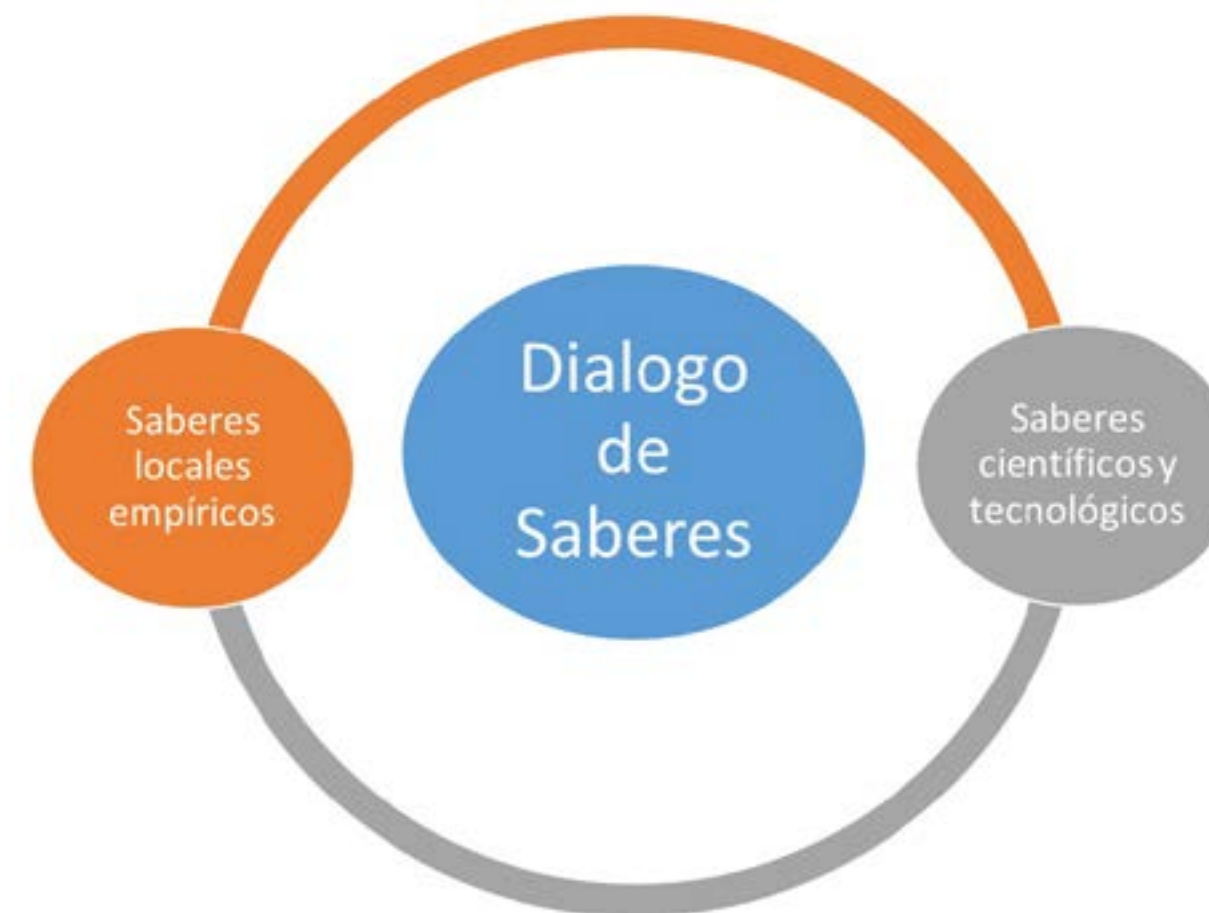 Dialogo
de
Saberes
Saberes
locales
empíricos
Saberes
científicos y
tecnológicos